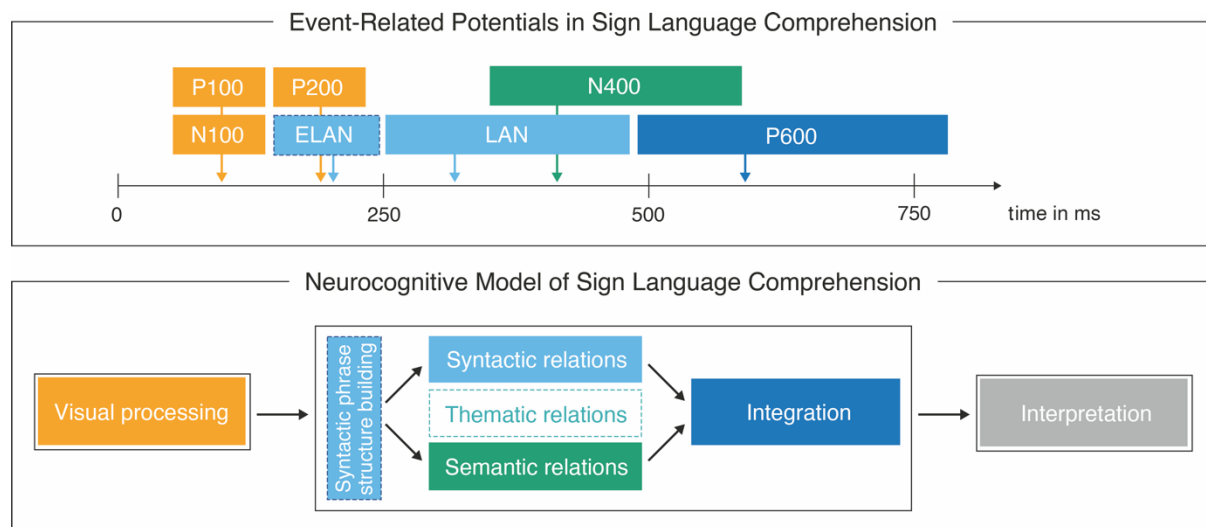 Event-Related Potentials in Sign Language Comprehension
P100
P200
N400
N100
ELAN
LAN
P600
0
250
500
750
time in ms
Neurocognitive Model of Sign Language Comprehension
Visual processing
Syntactic phrase
structure building
Syntactic relations
Thematic relations
Semantic relations
Integration
Interpretation